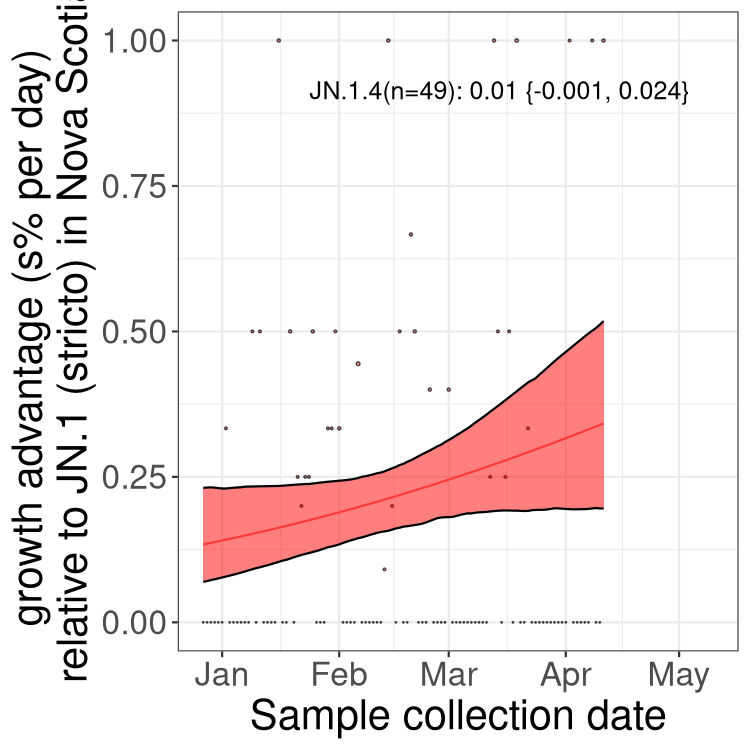 growth advantage (s% per day)
relative to JN.1 (stricto) in Nova Scotia
1.00
0.75
0.50
0.25
0.00
JN.1.4(n=49): 0.01 {-0.001, 0.024}
Jan Feb Mar Apr May
Sample collection date